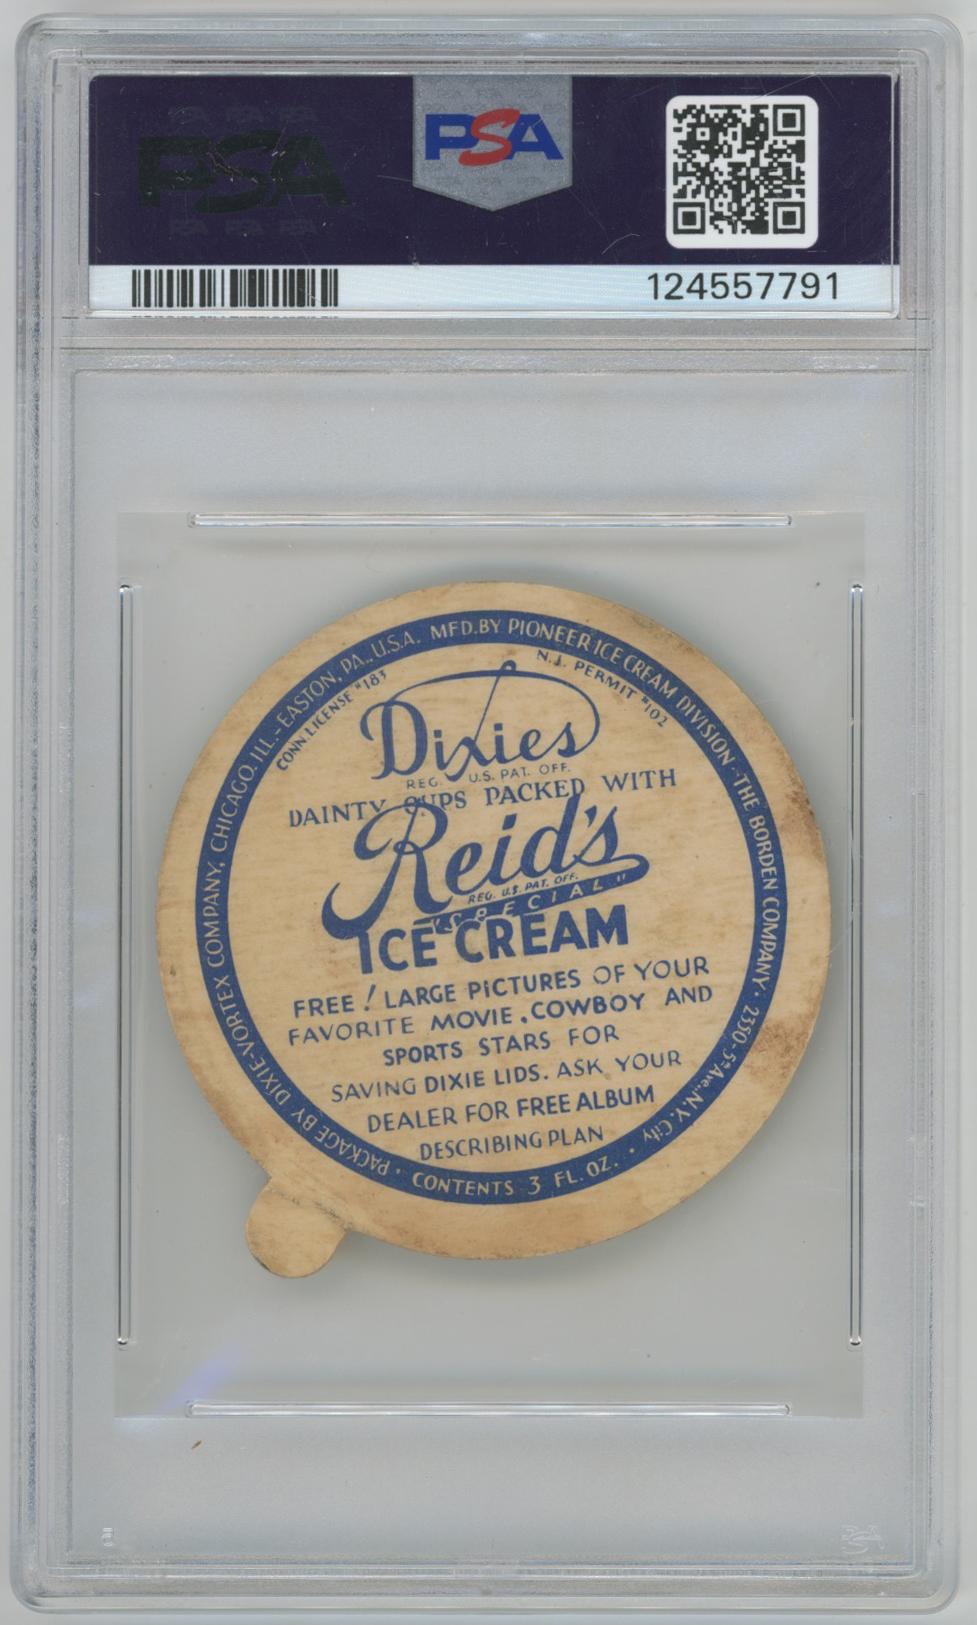 PSA
PSA
124557791
MFD.BY PIONEER ICE CREAM DIVISION-THE BORDEN COMPANY· 2350-5th Ave., N.Y. City ·
CONTENTS 3 FL. OZ. ·
· PACKAGE BY DIXIE-VORTEX COMPANY, CHICAGO, ILL.-EASTON, PA., U.S.A.
CONN LICENSE #183
N.J. PERMIT #102
Dixies
REG. U.S. PAT. OFF.
DAINTY CUPS PACKED WITH
Reid's
REG. U.S. PAT. OFF.
"SPECIAL"
ICE CREAM
FREE! LARGE PICTURES OF YOUR
FAVORITE MOVIE, COWBOY AND
SPORTS STARS FOR
SAVING DIXIE LIDS. ASK YOUR
DEALER FOR FREE ALBUM
DESCRIBING PLAN